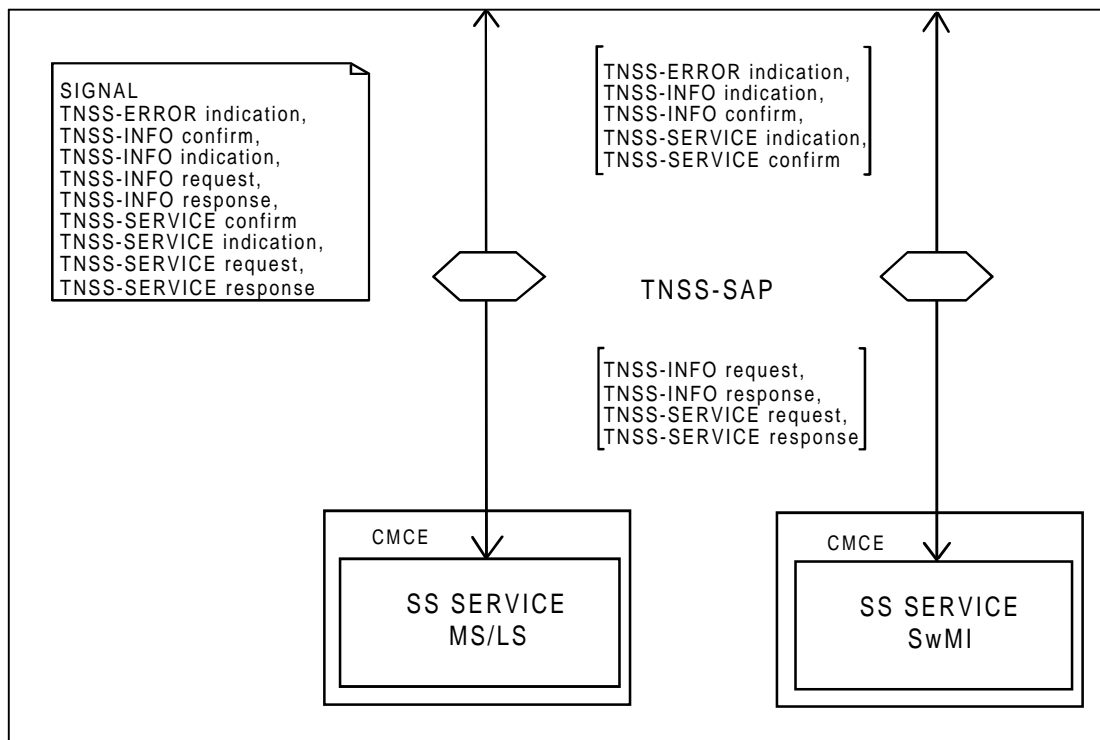 SIGNAL
TNSS-ERROR indication,
TNSS-INFO confirm,
TNSS-INFO indication,
TNSS-INFO request,
TNSS-INFO response,
TNSS-SERVICE confirm
TNSS-SERVICE indication,
TNSS-SERVICE request,
TNSS-SERVICE response
TNSS-ERROR indication,
TNSS-INFO indication,
TNSS-INFO confirm,
TNSS-SERVICE indication,
TNSS-SERVICE confirm
TNSS-SAP
TNSS-INFO request,
TNSS-INFO response,
TNSS-SERVICE request,
TNSS-SERVICE response
CMCE
SS SERVICE
MS/LS
CMCE
SS SERVICE
SwMI